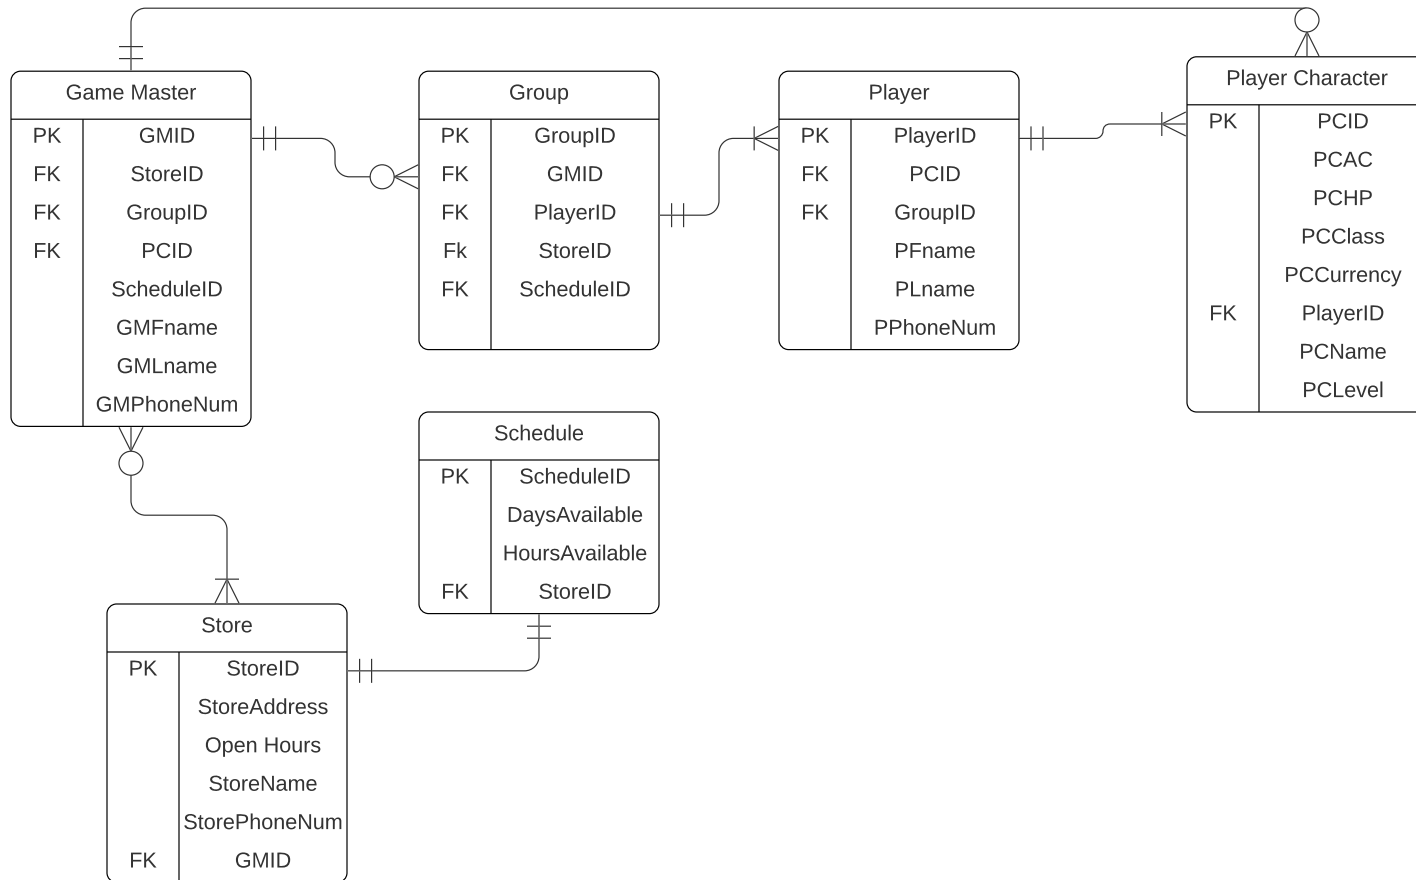 Game Master
PK GMID
FK StoreID
FK GroupID
FK PCID
ScheduleID
GMFname
GMLname
GMPhoneNum
Group
PK GroupID
FK GMID
FK PlayerID
Fk StoreID
FK ScheduleID
Player
PK PlayerID
FK PCID
FK GroupID
PFname
PLname
PPhoneNum
Player Character
PK PCID
PCAC
PCHP
PCClass
PCCurrency
FK PlayerID
PCName
PCLevel
Schedule
PK ScheduleID
DaysAvailable
HoursAvailable
FK StoreID
Store
PK StoreID
StoreAddress
Open Hours
StoreName
StorePhoneNum
FK GMID